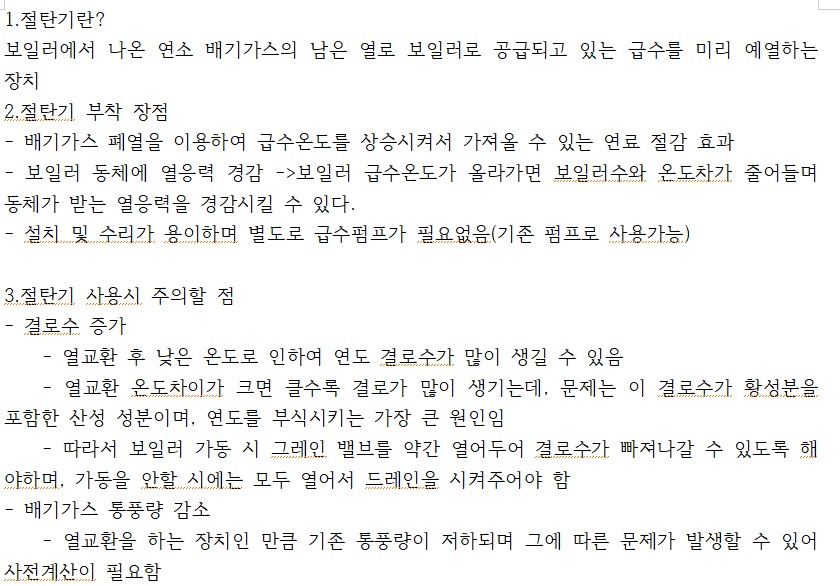 1.절탄기란?
보일러에서 나온 연소 배기가스의 남은 열로 보일러로 공급되고 있는 급수를 미리 예열하는
장치
2.절탄기 부착 장점
- 배기가스 폐열을 이용하여 급수온도를 상승시켜서 가져올 수 있는 연료 절감 효과
- 보일러 동체에 열응력 경감 ->보일러 급수온도가 올라가면 보일러수와 온도차가 줄어들며
동체가 받는 열응력을 경감시킬 수 있다.
- 설치 및 수리가 용이하며 별도로 급수펌프가 필요없음(기존 펌프로 사용가능)
3.절탄기 사용시 주의할 점
- 결로수 증가
- 열교환 후 낮은 온도로 인하여 연도 결로수가 많이 생길 수 있음
- 열교환 온도차이가 크면 클수록 결로가 많이 생기는데, 문제는 이 결로수가 황성분을
포함한 산성 성분이며, 연도를 부식시키는 가장 큰 원인임
- 따라서 보일러 가동 시 그레인 밸브를 약간 열어두어 결로수가 빠져나갈 수 있도록 해
야하며, 가동을 안할 시에는 모두 열어서 드레인을 시켜주어야 함
- 배기가스 통풍량 감소
- 열교환을 하는 장치인 만큼 기존 통풍량이 저하되며 그에 따른 문제가 발생할 수 있어
사전계산이 필요함